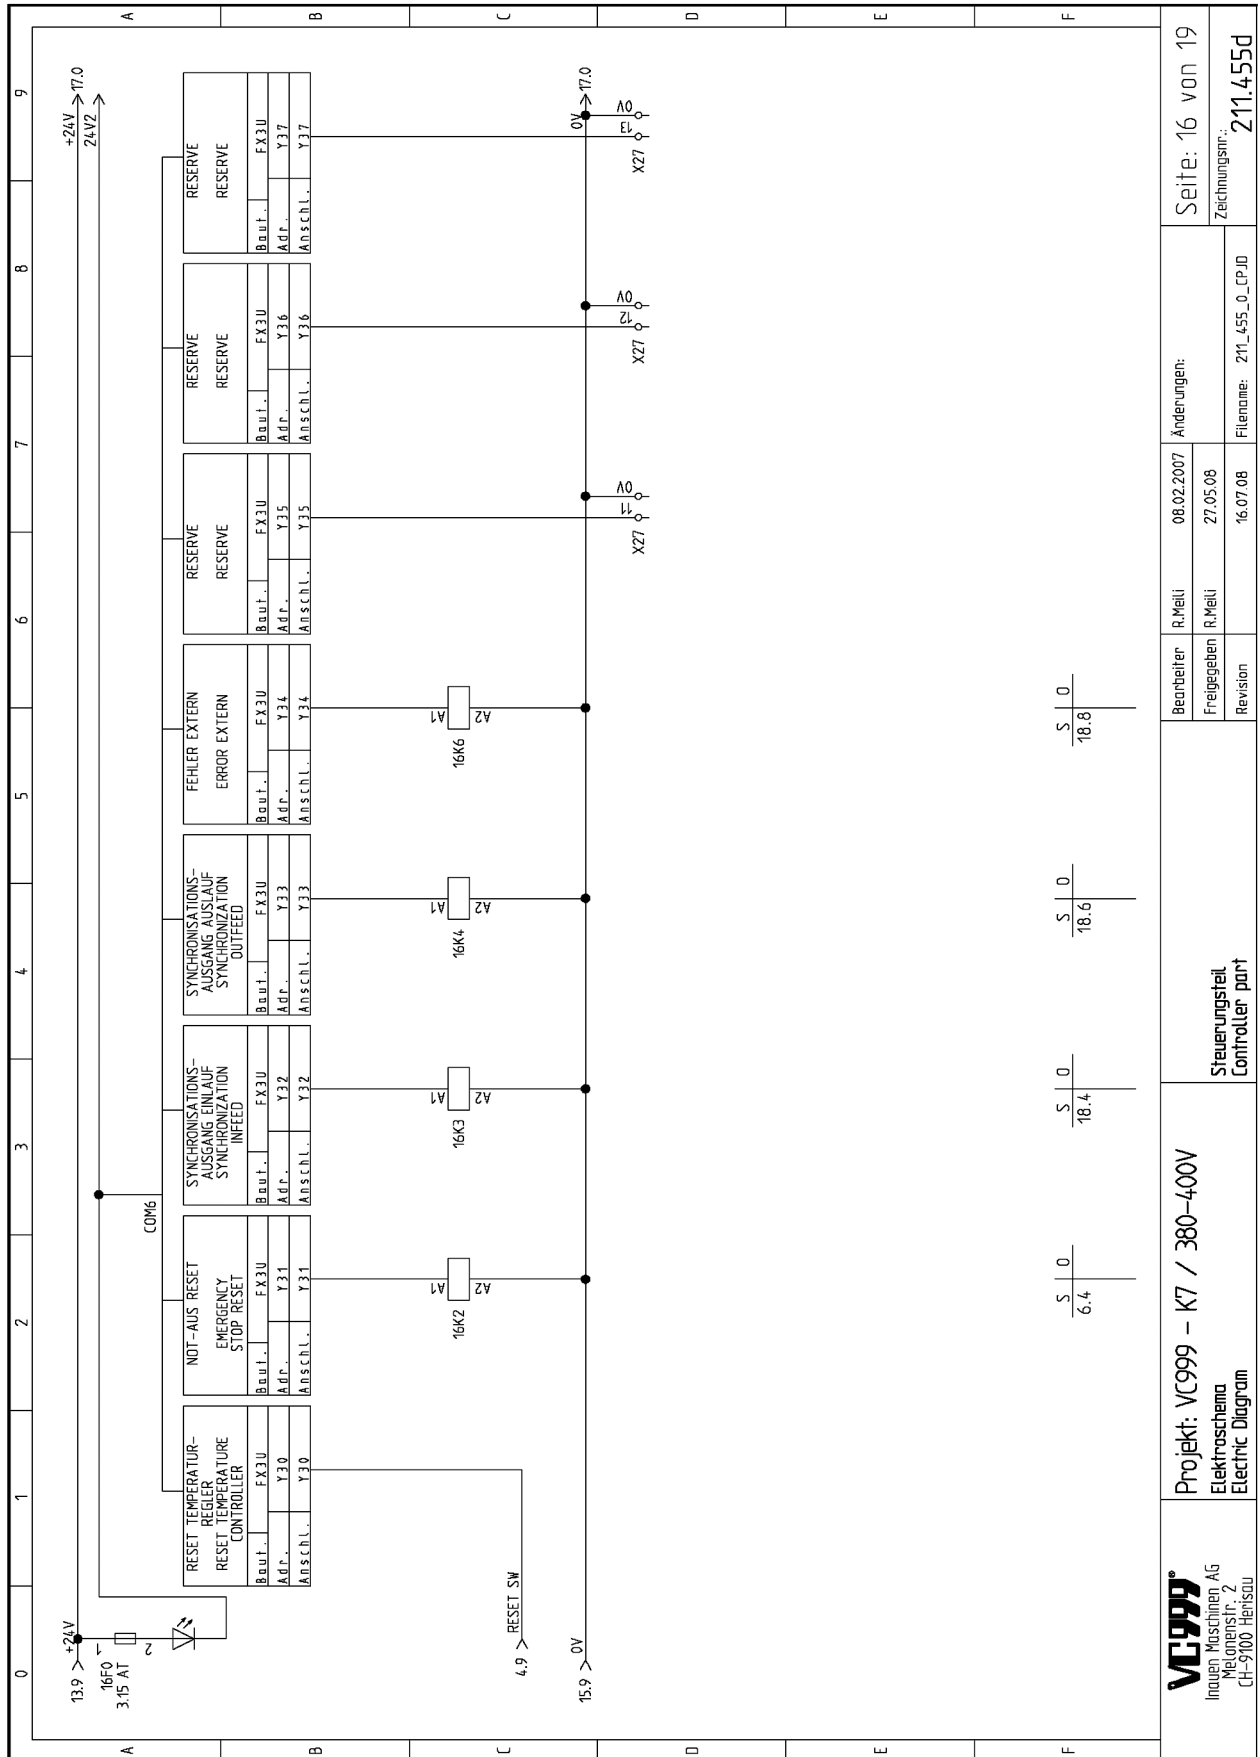 0 1 2 3 4 5 6 7 8 9
A A
B B
C C
D D
E E
F F
13.9 +24V
+24V 17.0
24V2
16F0
3.15 AT
1
2
COM6
RESET TEMPERATUR-
REGLER
RESET TEMPERATURE
CONTROLLER
Baut. FX3U
Adr. Y30
Anschl. Y30
NOT-AUS RESET
EMERGENCY
STOP RESET
Baut. FX3U
Adr. Y31
Anschl. Y31
SYNCHRONISATIONS-
AUSGANG EINLAUF
SYNCHRONIZATION
INFEED
Baut. FX3U
Adr. Y32
Anschl. Y32
SYNCHRONISATIONS-
AUSGANG AUSLAUF
SYNCHRONIZATION
OUTFEED
Baut. FX3U
Adr. Y33
Anschl. Y33
FEHLER EXTERN
ERROR EXTERN
Baut. FX3U
Adr. Y34
Anschl. Y34
RESERVE
RESERVE
Baut. FX3U
Adr. Y35
Anschl. Y35
RESERVE
RESERVE
Baut. FX3U
Adr. Y36
Anschl. Y36
RESERVE
RESERVE
Baut. FX3U
Adr. Y37
Anschl. Y37
16K2 A1 A2
16K3 A1 A2
16K4 A1 A2
16K6 A1 A2
4.9 RESET SW
15.9 0V
0V 17.0
X27 11 0V
X27 12 0V
X27 13 0V
S O
6.4
S O
18.4
S O
18.6
S O
18.8
VC999®
Inauen Maschinen AG
Melonenstr. 2
CH-9100 Herisau
Projekt: VC999 - K7 / 380-400V
Elektroschema
Electric Diagram
Steuerungsteil
Controller part
Bearbeiter R.Meili 08.02.2007
Freigegeben R.Meili 27.05.08
Revision 16.07.08
Änderungen:
Filename: 211_455_0_CPJD
Seite: 16 von 19
Zeichnungsnr.:
211.455d